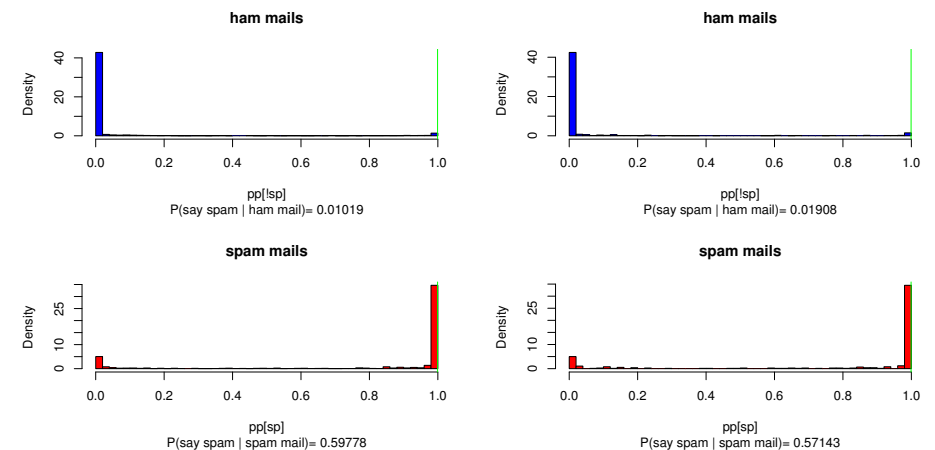 ham mails
Density
0 20 40
0.0 0.2 0.4 0.6 0.8 1.0
pp[!sp]
P(say spam | ham mail)= 0.01019
ham mails
Density
0 20 40
0.0 0.2 0.4 0.6 0.8 1.0
pp[!sp]
P(say spam | ham mail)= 0.01908
spam mails
Density
0 10 25
0.0 0.2 0.4 0.6 0.8 1.0
pp[sp]
P(say spam | spam mail)= 0.59778
spam mails
Density
0 10 25
0.0 0.2 0.4 0.6 0.8 1.0
pp[sp]
P(say spam | spam mail)= 0.57143